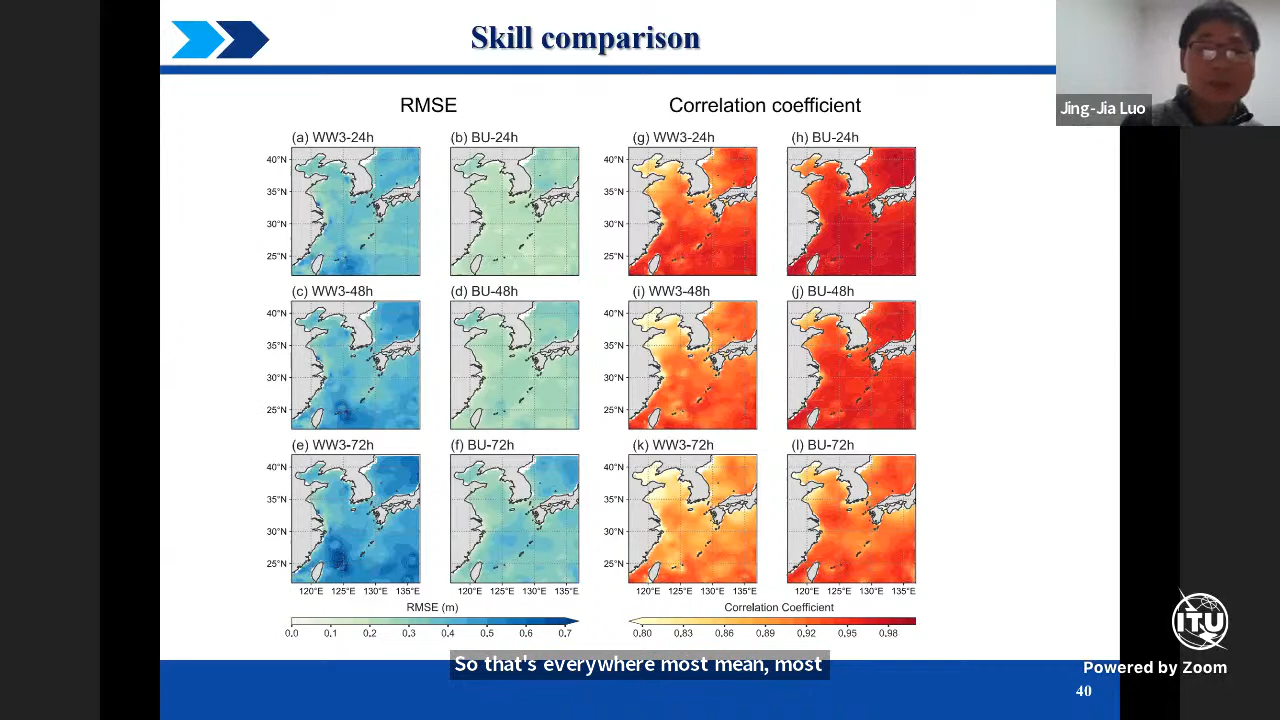 Skill comparison
Jing-Jia Luo
RMSE
Correlation coefficient
(a) WW3-24h
(b) BU-24h
(g) WW3-24h
(h) BU-24h
40°N
35°N
30°N
25°N
40°N
35°N
30°N
25°N
(c) WW3-48h
(d) BU-48h
(i) WW3-48h
(j) BU-48h
40°N
35°N
30°N
25°N
40°N
35°N
30°N
25°N
(e) WW3-72h
(f) BU-72h
(k) WW3-72h
(l) BU-72h
40°N
35°N
30°N
25°N
40°N
35°N
30°N
25°N
120°E 125°E 130°E 135°E
120°E 125°E 130°E 135°E
120°E 125°E 130°E 135°E
120°E 125°E 130°E 135°E
RMSE (m)
0.0 0.1 0.2 0.3 0.4 0.5 0.6 0.7
Correlation Coefficient
0.80 0.83 0.86 0.89 0.92 0.95 0.98
ITU
So that's everywhere most mean, most
Powered by Zoom
40